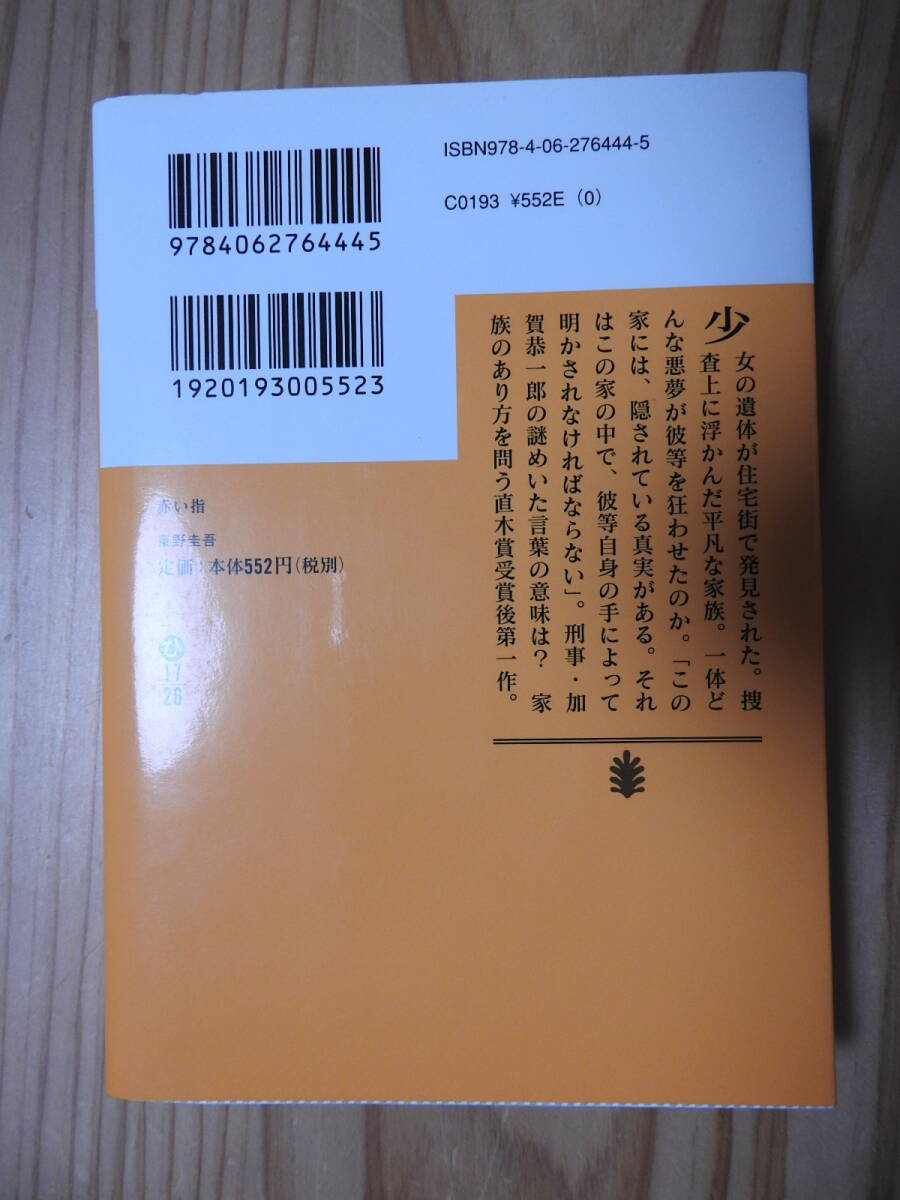 ISBN978-4-06-276444-5
C0193 ¥552E (0)
9784062764445
1920193005523
少女の遺体が住宅街で発見された。捜
査上に浮かんだ平凡な家族。一体ど
んな悪夢が彼等を狂わせたのか。「この
家には、隠されている真実がある。それ
はこの家の中で、彼等自身の手によって
明かされなければならない」。刑事・加
賀恭一郎の謎めいた言葉の意味は？　家
族のあり方を問う直木賞受賞後第一作。
赤い指
東野圭吾
定価：本体552円（税別）
ひ
17
26